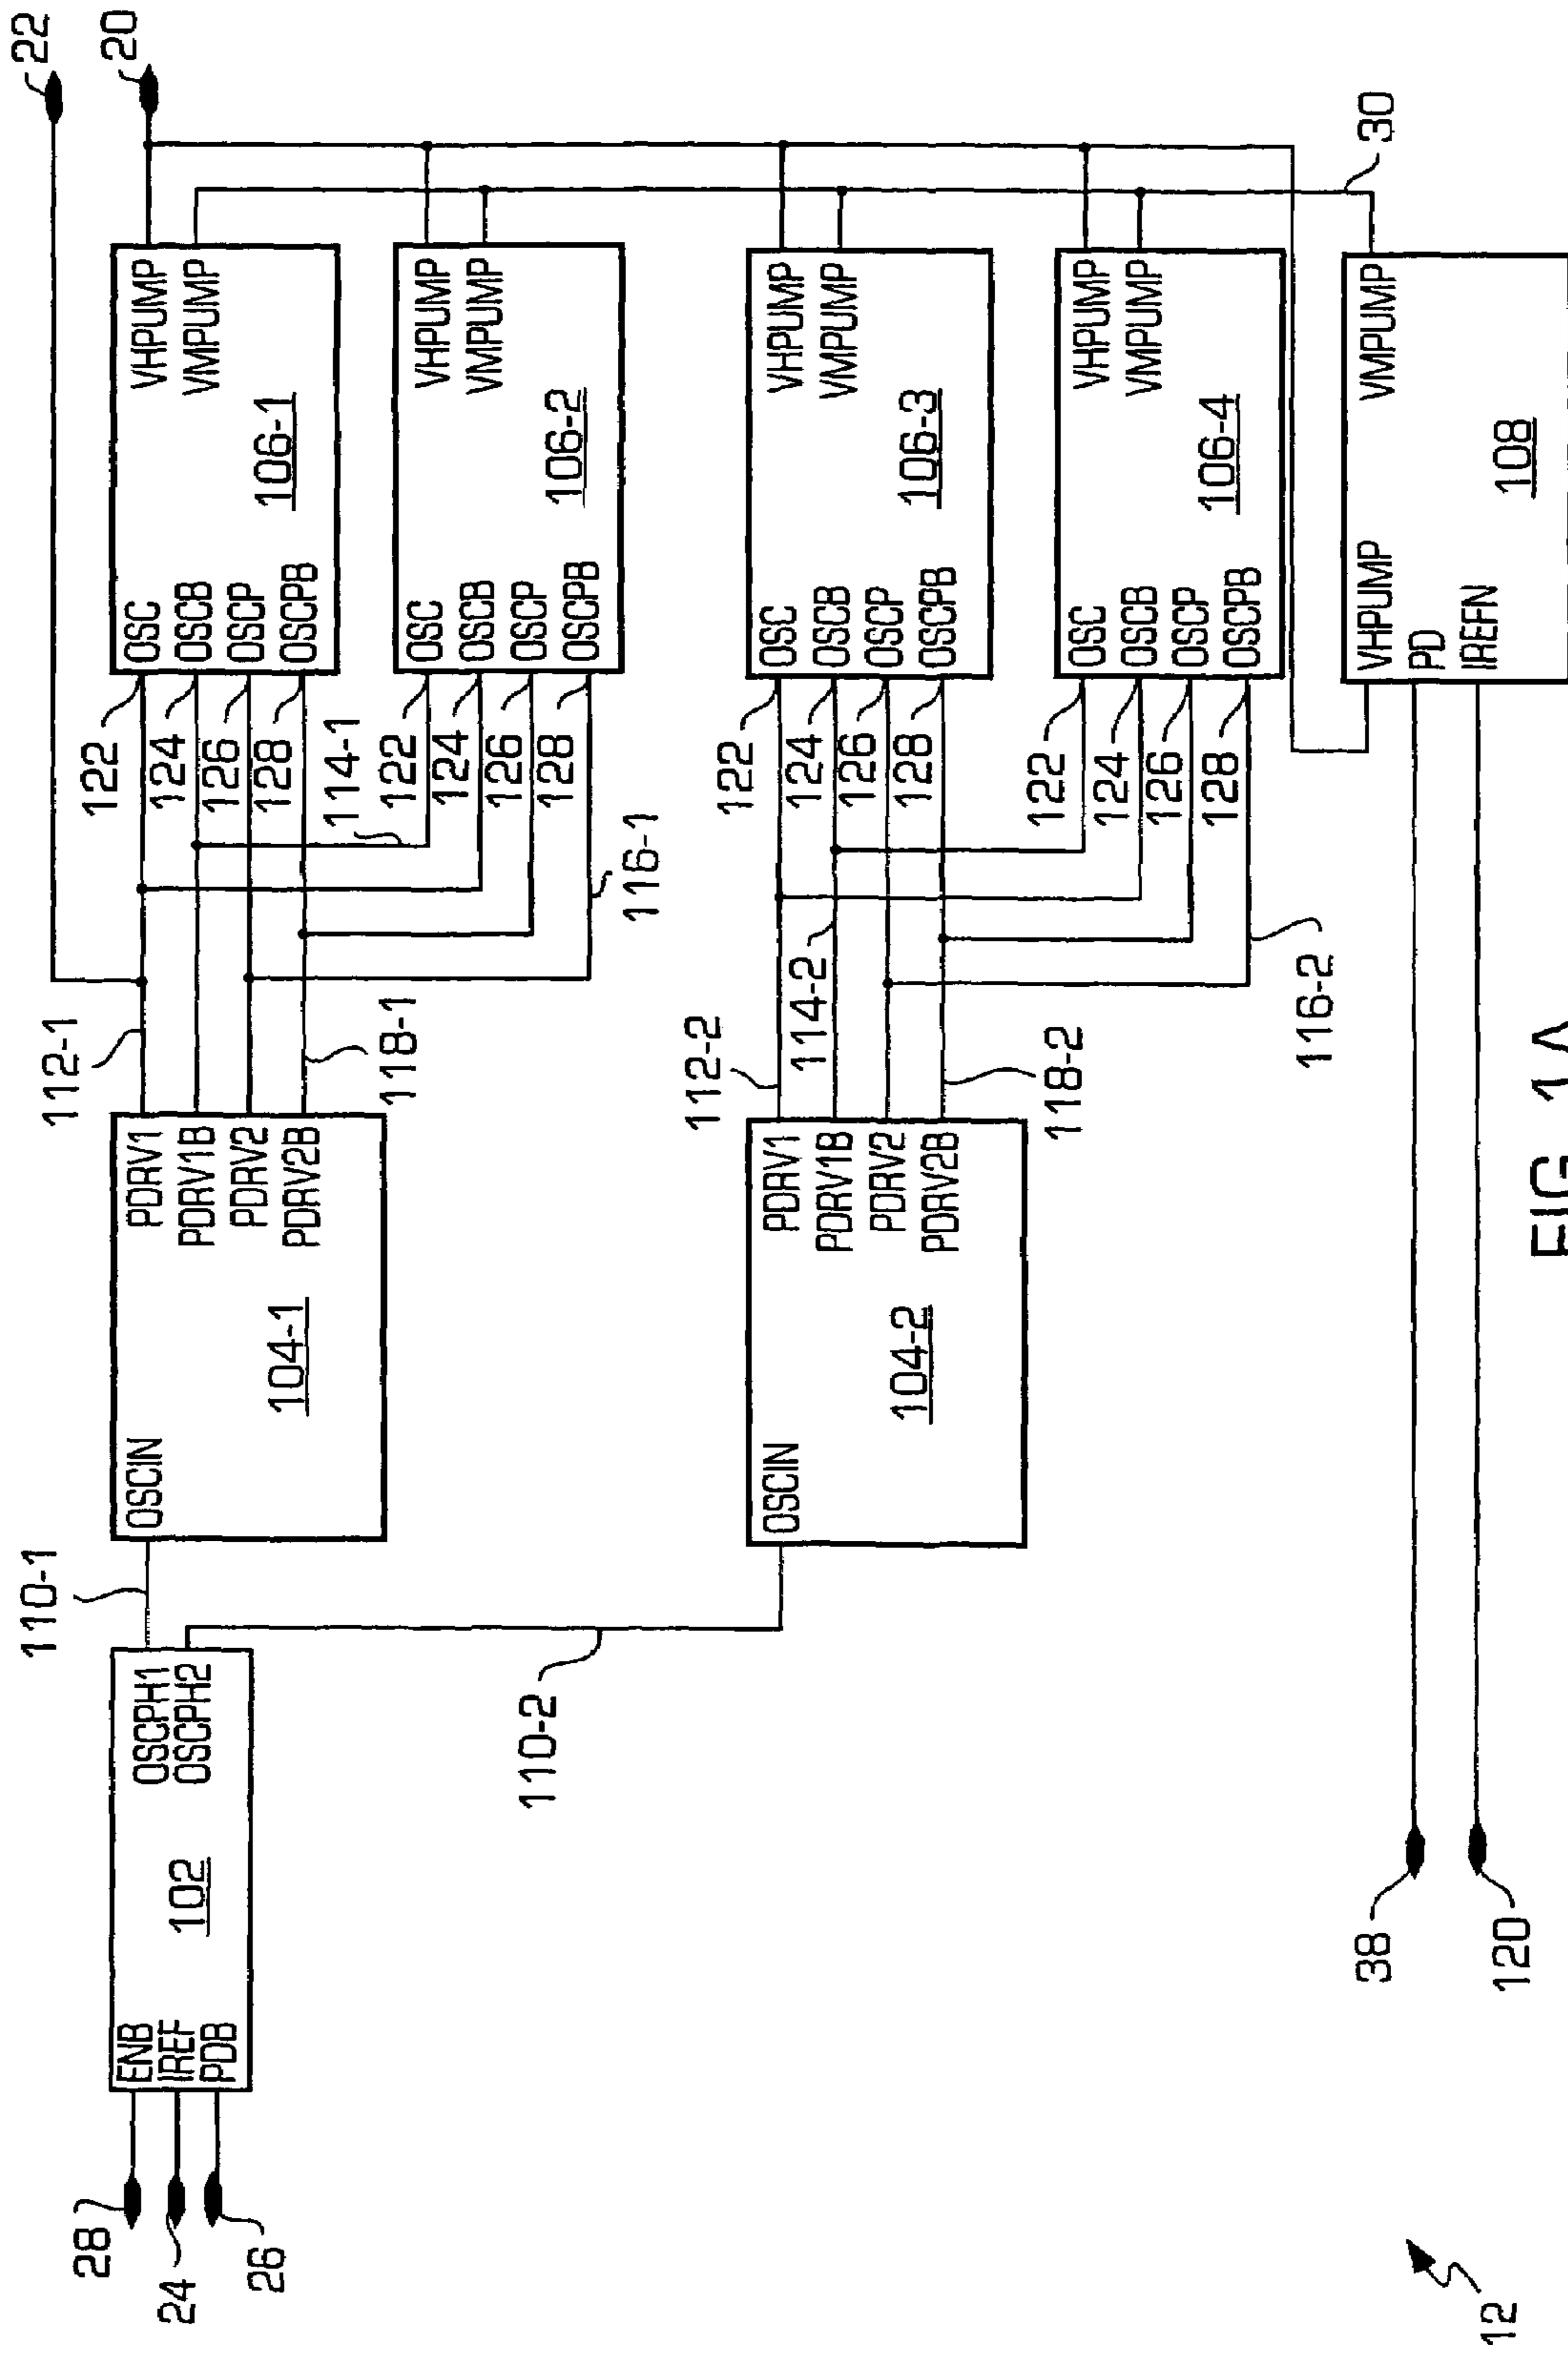 22
20
ENB
IREF
PDB
102
OSCPH1
OSCPH2
28
24
26
110-1
110-2
OSCIN
104-1
PDRV1
PDRV1B
PDRV2
PDRV2B
112-1
118-1
114-1
116-1
122
124
126
128
OSC
OSCB
OSCP
OSCPB
106-1
VHPUMP
VMPUMP
122
124
126
128
OSC
OSCB
OSCP
OSCPB
106-2
VHPUMP
VMPUMP
OSCIN
104-2
PDRV1
PDRV1B
PDRV2
PDRV2B
112-2
114-2
118-2
116-2
122
124
126
128
OSC
OSCB
OSCP
OSCPB
106-3
VHPUMP
VMPUMP
122
124
126
128
OSC
OSCB
OSCP
OSCPB
106-4
VHPUMP
VMPUMP
30
38
120
VHPUMP
PD
IREFN
108
VMPUMP
12
FIG. 1A